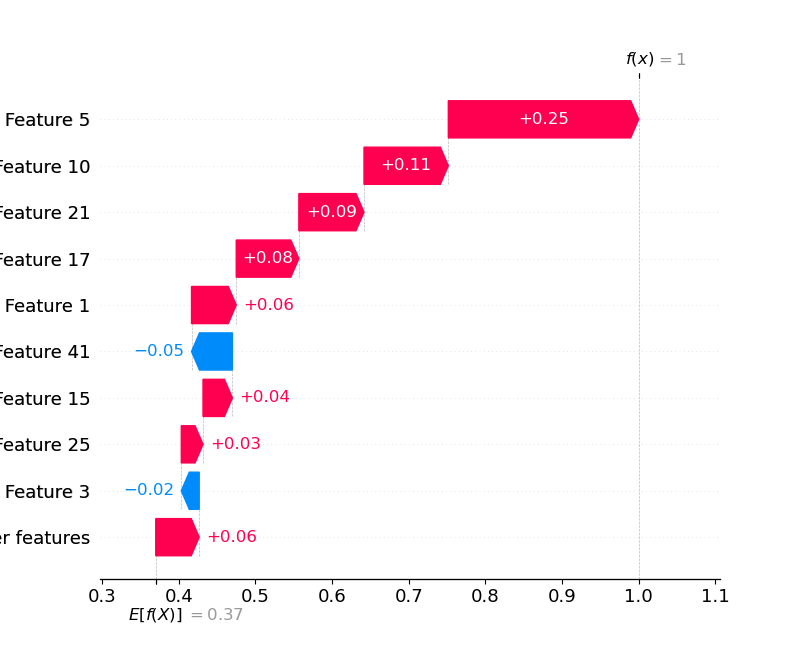 f(x) = 1
Feature 5 +0.25
Feature 10 +0.11
Feature 21 +0.09
Feature 17 +0.08
Feature 1 +0.06
Feature 41 −0.05
Feature 15 +0.04
Feature 25 +0.03
Feature 3 −0.02
features +0.06
0.3 0.4 0.5 0.6 0.7 0.8 0.9 1.0 1.1
E[f(X)] = 0.37